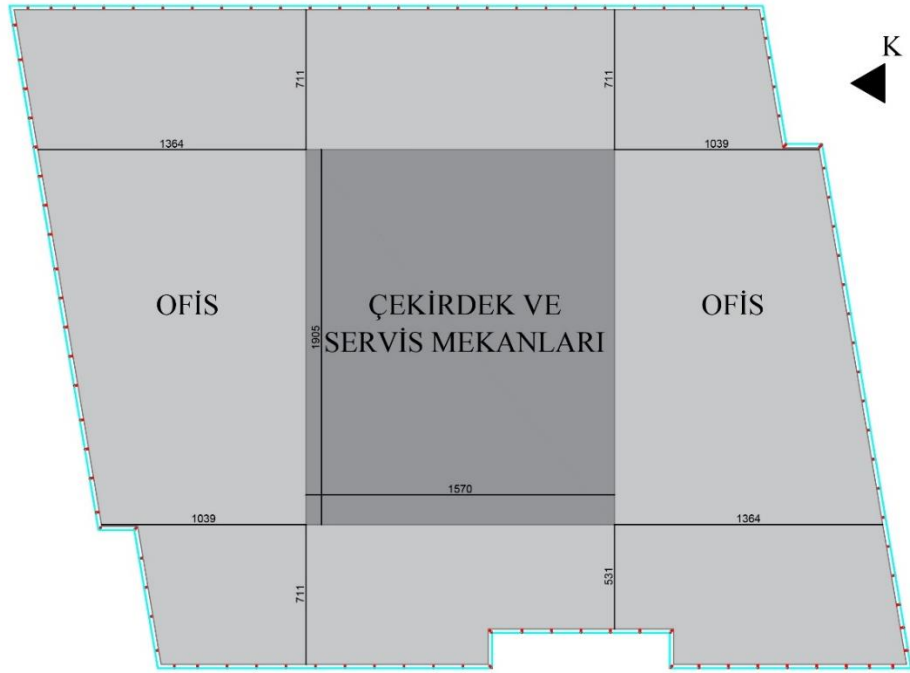 K
711
711
1364
1039
OFİS
ÇEKİRDEK VE
SERVİS MEKANLARI
OFİS
1905
1570
1039
1364
711
531